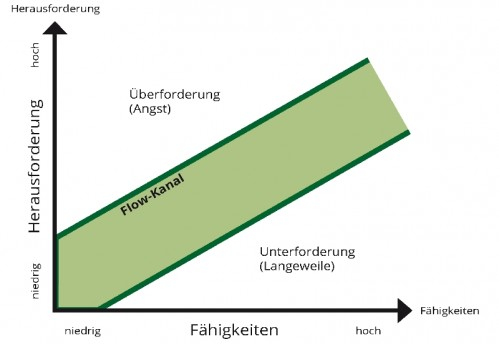 Herausforderung
hoch
Herausforderung
niedrig
Überforderung
(Angst)
Flow-Kanal
Unterforderung
(Langeweile)
Fähigkeiten
niedrig
Fähigkeiten
hoch